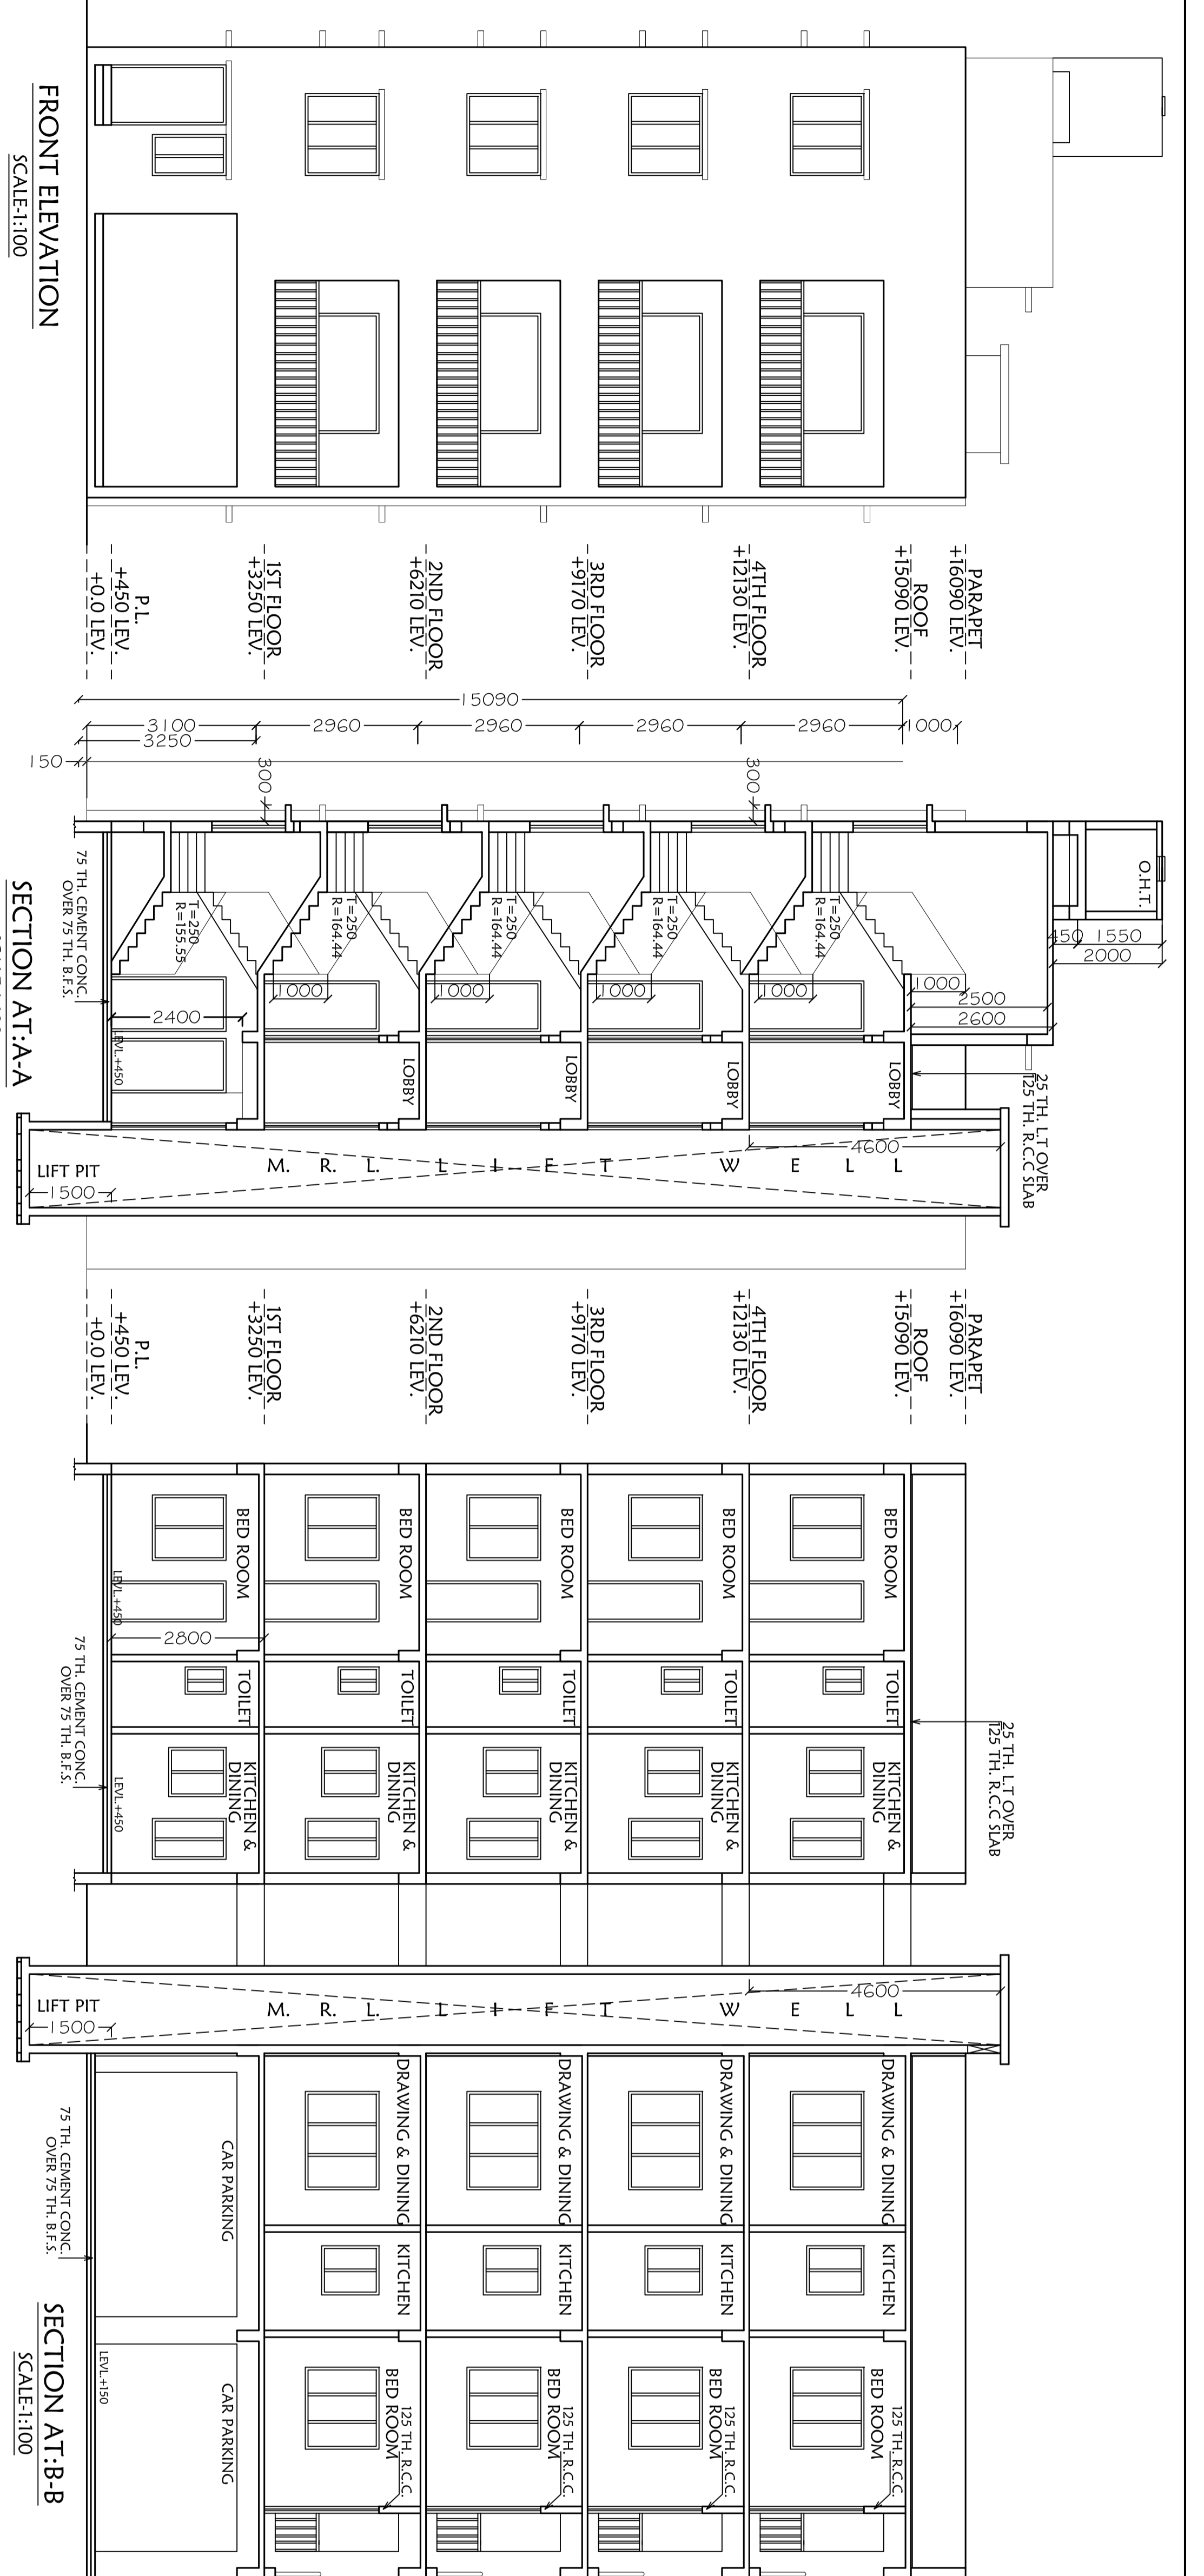 FRONT ELEVATION
SCALE-1:100
PARAPET
+16090 LEV.
ROOF
+15090 LEV.
4TH FLOOR
+12130 LEV.
3RD FLOOR
+9170 LEV.
2ND FLOOR
+6210 LEV.
1ST FLOOR
+3250 LEV.
P.L.
+450 LEV.
+0.0 LEV.
15090
1000
2960
2960
2960
2960
3100
3250
150
300
300
O.H.T.
450
1550
2000
1000
2500
2600
25 TH. L.T OVER
125 TH. R.C.C SLAB
T=250
R=164.44
T=250
R=164.44
T=250
R=164.44
T=250
R=164.44
T=250
R=155.55
1000
1000
1000
1000
2400
LOBBY
LOBBY
LOBBY
LOBBY
LEVL.+450
75 TH. CEMENT CONC.
OVER 75 TH. B.F.S.
4600
M. R. L. L I F T W E L L
LIFT PIT
1500
SECTION AT:A-A
PARAPET
+16090 LEV.
ROOF
+15090 LEV.
4TH FLOOR
+12130 LEV.
3RD FLOOR
+9170 LEV.
2ND FLOOR
+6210 LEV.
1ST FLOOR
+3250 LEV.
P.L.
+450 LEV.
+0.0 LEV.
BED ROOM
BED ROOM
BED ROOM
BED ROOM
BED ROOM
LEVL.+450
2800
TOILET
TOILET
TOILET
TOILET
TOILET
25 TH. L.T OVER
125 TH. R.C.C SLAB
KITCHEN &
DINING
KITCHEN &
DINING
KITCHEN &
DINING
KITCHEN &
DINING
KITCHEN &
DINING
LEVL.+450
75 TH. CEMENT CONC.
OVER 75 TH. B.F.S.
4600
M. R. L. L I F T W E L L
LIFT PIT
1500
DRAWING & DINING
DRAWING & DINING
DRAWING & DINING
DRAWING & DINING
CAR PARKING
KITCHEN
KITCHEN
KITCHEN
KITCHEN
75 TH. CEMENT CONC.
OVER 75 TH. B.F.S.
BED ROOM
125 TH. R.C.C.
BED ROOM
125 TH. R.C.C.
BED ROOM
125 TH. R.C.C.
BED ROOM
125 TH. R.C.C.
CAR PARKING
LEVL.+150
SECTION AT:B-B
SCALE-1:100